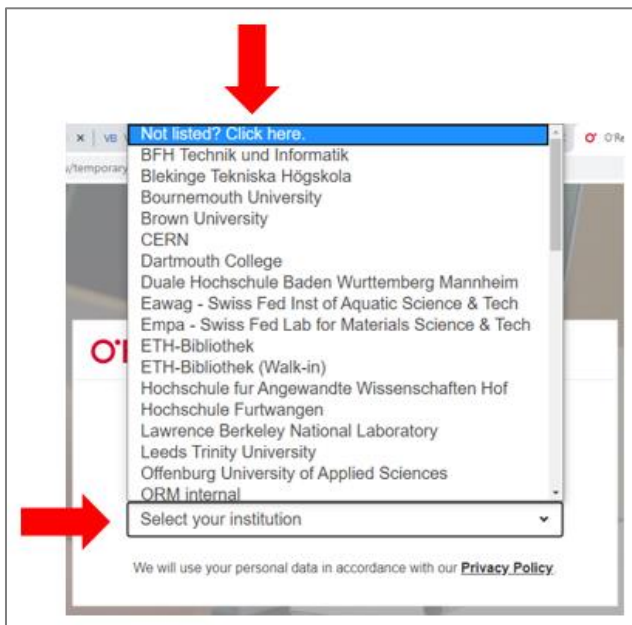 VB
O'Re
/temporary
Not listed? Click here.
BFH Technik und Informatik
Blekinge Tekniska Högskola
Bournemouth University
Brown University
CERN
Dartmouth College
Duale Hochschule Baden Wurttemberg Mannheim
Eawag - Swiss Fed Inst of Aquatic Science & Tech
Empa - Swiss Fed Lab for Materials Science & Tech
ETH-Bibliothek
ETH-Bibliothek (Walk-in)
Hochschule fur Angewandte Wissenschaften Hof
Hochschule Furtwangen
Lawrence Berkeley National Laboratory
Leeds Trinity University
Offenburg University of Applied Sciences
ORM internal
Select your institution
We will use your personal data in accordance with our Privacy Policy